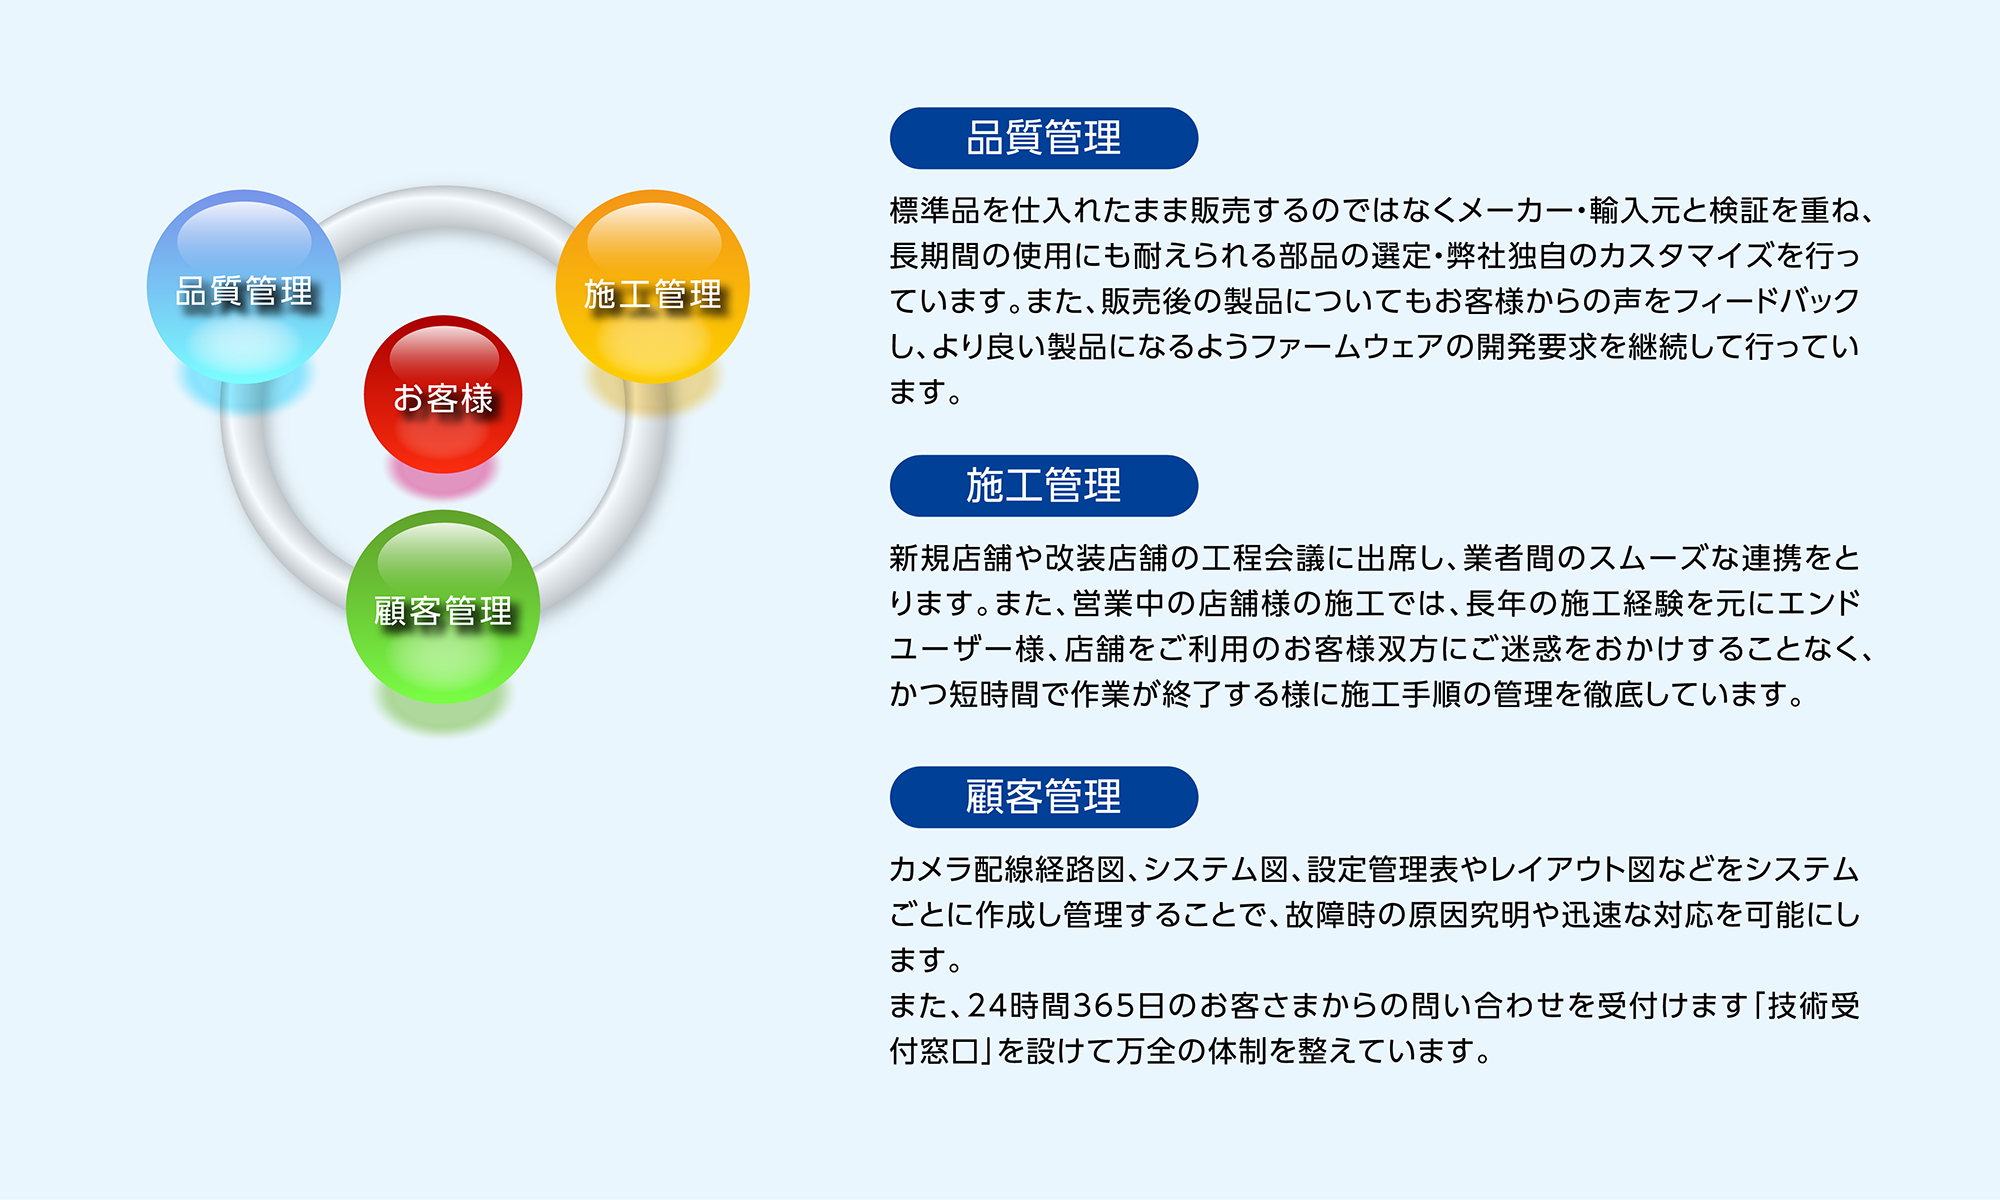 品質管理
施工管理
お客様
顧客管理
品質管理
標準品を仕入れたまま販売するのではなくメーカー・輸入元と検証を重ね、
長期間の使用にも耐えられる部品の選定・弊社独自のカスタマイズを行っ
ています。また、販売後の製品についてもお客様からの声をフィードバック
し、より良い製品になるようファームウェアの開発要求を継続して行ってい
ます。
施工管理
新規店舗や改装店舗の工程会議に出席し、業者間のスムーズな連携をと
ります。また、営業中の店舗様の施工では、長年の施工経験を元にエンド
ユーザー様、店舗をご利用のお客様双方にご迷惑をおかけすることなく、
かつ短時間で作業が終了する様に施工手順の管理を徹底しています。
顧客管理
カメラ配線経路図、システム図、設定管理表やレイアウト図などをシステム
ごとに作成し管理することで、故障時の原因究明や迅速な対応を可能にし
ます。
また、24時間365日のお客さまからの問い合わせを受付けます「技術受
付窓口」を設けて万全の体制を整えています。